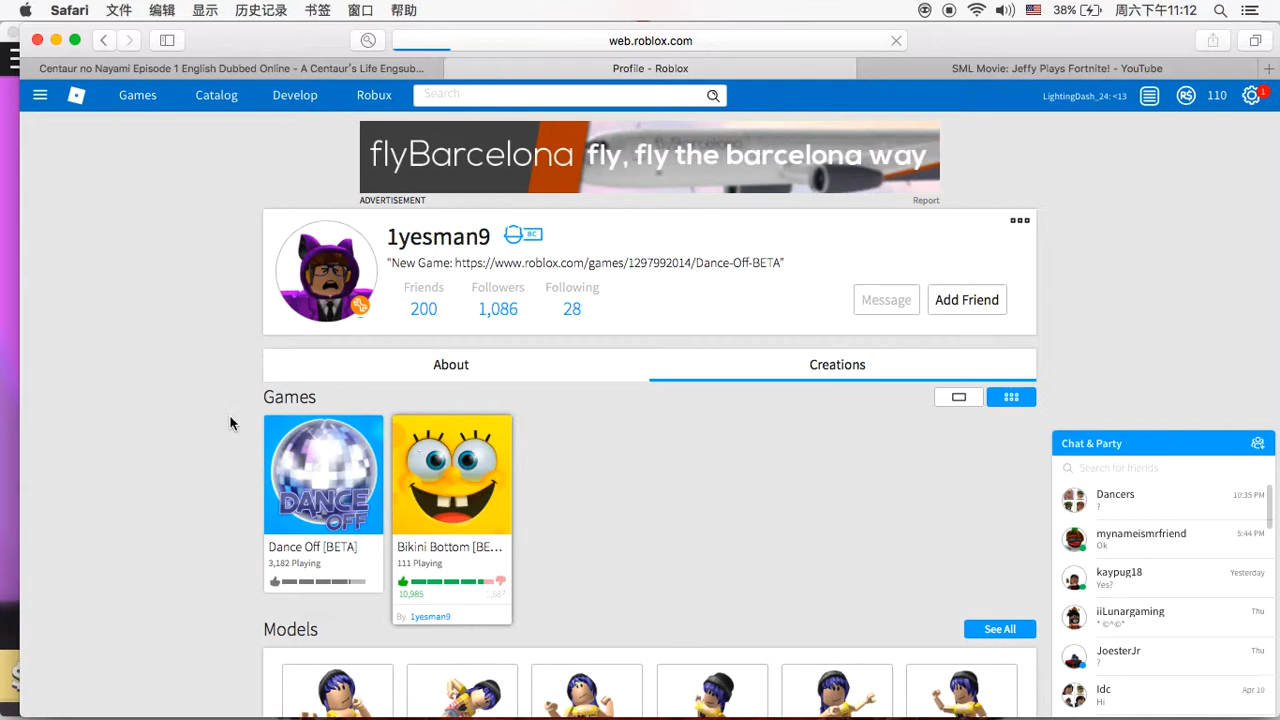 Safari 文件 编辑 显示 历史记录 书签 窗口 帮助 38% 周六下午11:12
web.roblox.com
Centaur no Nayami Episode 1 English Dubbed Online - A Centaur's Life Engsub... Profile - Roblox SML Movie: Jeffy Plays Fortnite! - YouTube
Games Catalog Develop Robux Search LightingDash_24: <13 R$ 110 1
flyBarcelona fly, fly the barcelona way
ADVERTISEMENT Report
1yesman9 BC
"New Game: https://www.roblox.com/games/1297992014/Dance-Off-BETA"
Friends Followers Following
200 1,086 28
Message Add Friend
About Creations
Games
DANCE OFF
Dance Off [BETA] Bikini Bottom [BE...
3,182 Playing 111 Playing
10,985 1,587
By 1yesman9
Models See All
Chat & Party
Search for friends
Dancers 10:35 PM
?
mynameismrfriend 5:44 PM
Ok
kaypug18 Yesterday
Yes?
iiLunargaming Thu
* ©^©*
JoesterJr Thu
?
Idc Apr 10
Hi